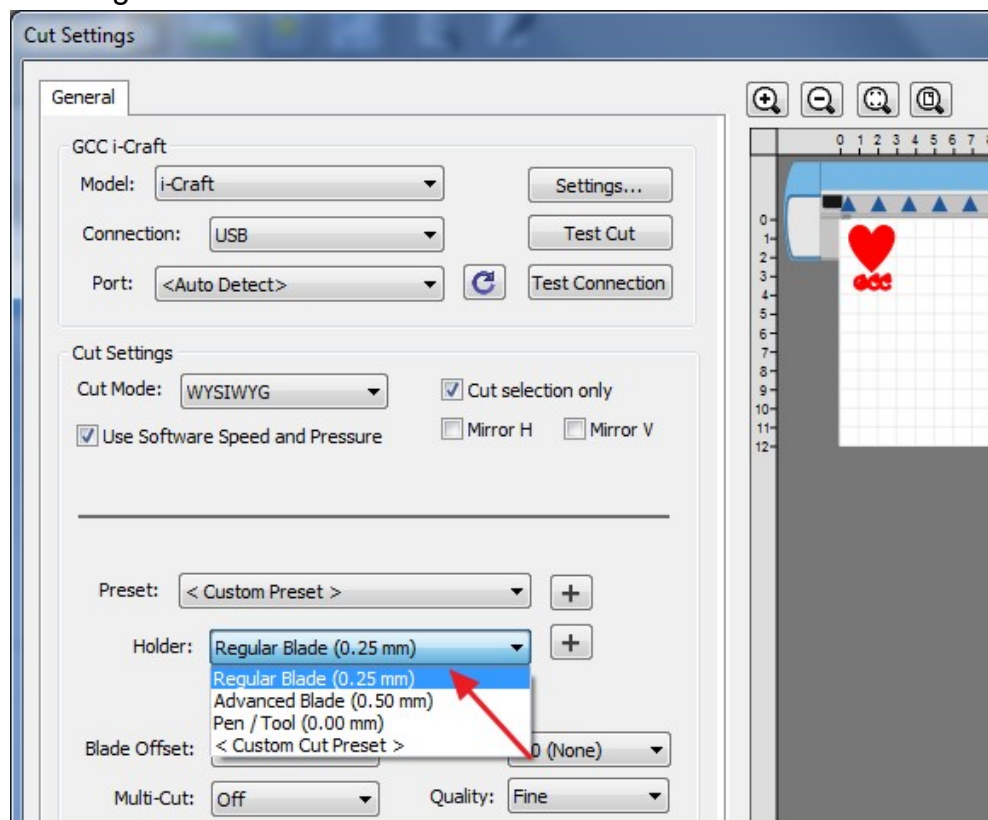 Cut Settings
General
GCC i-Craft
Model: i-Craft Settings...
Connection: USB Test Cut
Port: <Auto Detect> Test Connection
Cut Settings
Cut Mode: WYSIWYG Cut selection only
Use Software Speed and Pressure Mirror H Mirror V
Preset: < Custom Preset >
Holder: Regular Blade (0.25 mm)
Regular Blade (0.25 mm)
Advanced Blade (0.50 mm)
Pen / Tool (0.00 mm)
< Custom Cut Preset >
Blade Offset: 0 (None)
Multi-Cut: Off Quality: Fine
0 1 2 3 4 5 6 7
0
1
2
3
4
5
6
7
8
9
10
11
12
GCC